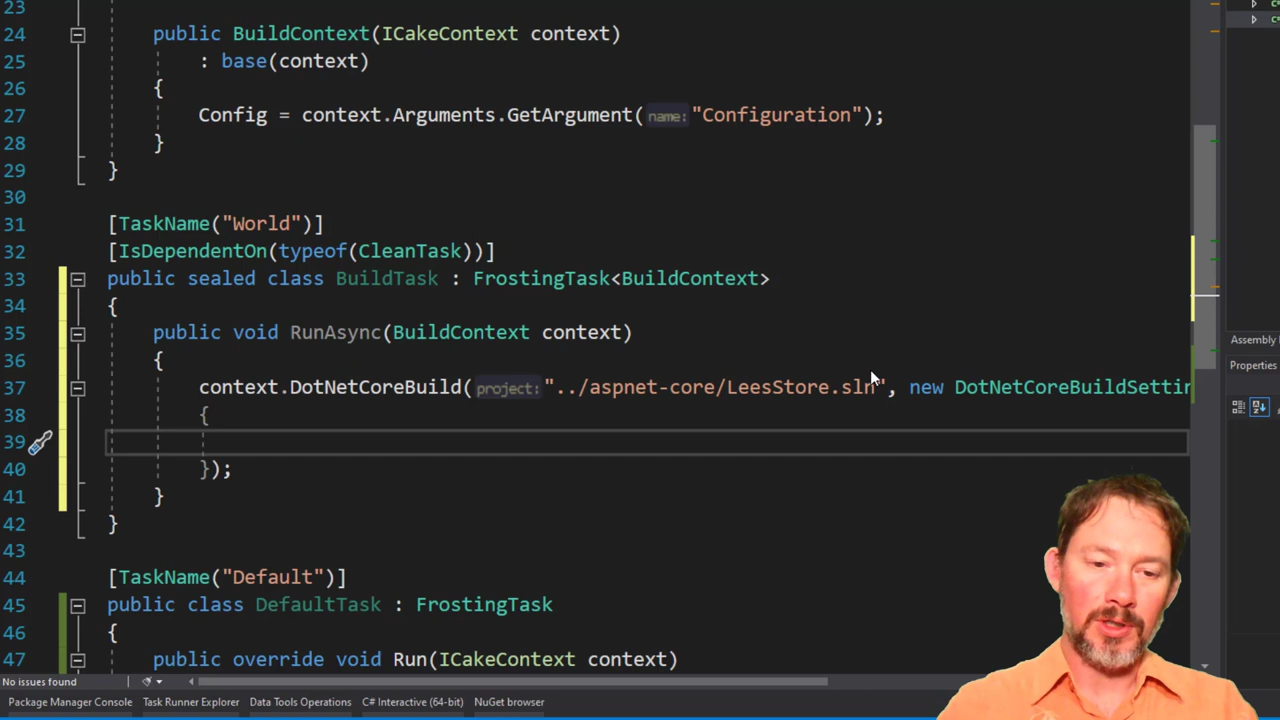 23
24 public BuildContext(ICakeContext context)
25 : base(context)
26 {
27 Config = context.Arguments.GetArgument(name: "Configuration");
28 }
29 }
30
31 [TaskName("World")]
32 [IsDependentOn(typeof(CleanTask))]
33 public sealed class BuildTask : FrostingTask<BuildContext>
34 {
35 public void RunAsync(BuildContext context)
36 {
37 context.DotNetCoreBuild(project: "../aspnet-core/LeesStore.sln", new DotNetCoreBuildSettin
38 {
39
40 });
41 }
42 }
43
44 [TaskName("Default")]
45 public class DefaultTask : FrostingTask
46 {
47 public override void Run(ICakeContext context)
Assembly
Properties
No issues found
Package Manager Console Task Runner Explorer Data Tools Operations C# Interactive (64-bit) NuGet browser